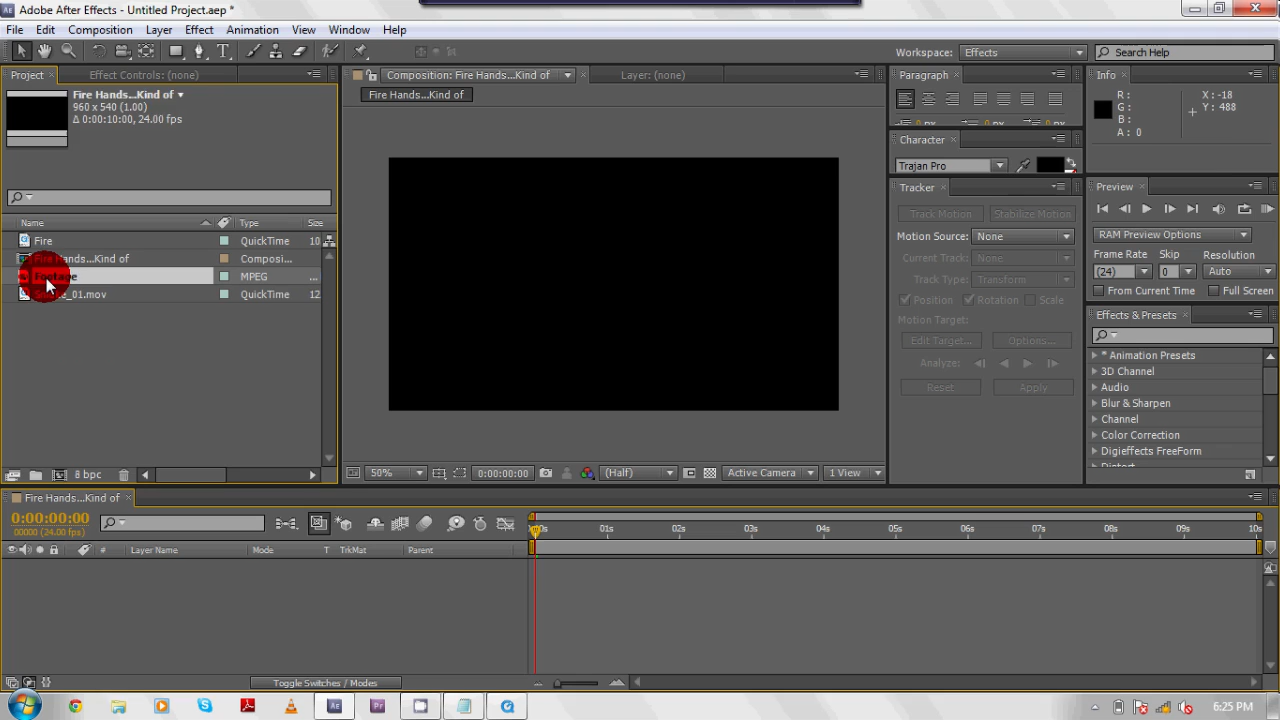 Adobe After Effects - Untitled Project.aep *
File Edit Composition Layer Effect Animation View Window Help
Workspace: Effects Search Help
Project Effect Controls: (none) Composition: Fire Hands...Kind of Layer: (none) Paragraph Info
Fire Hands...Kind of
960 x 540 (1.00)
Δ 0:00:10:00, 24.00 fps
Fire Hands...Kind of
px px px
R : X : -18
G : Y : 488
B :
A : 0
Character
Trajan Pro
Tracker Preview
Track Motion Stabilize Motion
Motion Source: None
RAM Preview Options
Current Track: None
Frame Rate Skip Resolution
Track Type: Transform
(24) 0 Auto
Position Rotation Scale
From Current Time Full Screen
Motion Target:
Effects & Presets
Edit Target... Options...
Analyze:
Reset Apply
* Animation Presets
3D Channel
Audio
Blur & Sharpen
Channel
Color Correction
Digieffects FreeForm
Distort
Name Type Size
Fire QuickTime 10
Fire Hands...Kind of Composi...
Footage MPEG ...
_01.mov QuickTime 12
8 bpc
50% 0:00:00:00 (Half) Active Camera 1 View
Fire Hands...Kind of
0:00:00:00
00000 (24.00 fps)
0s 01s 02s 03s 04s 05s 06s 07s 08s 09s 10s
# Layer Name Mode T TrkMat Parent
Toggle Switches / Modes
6:25 PM